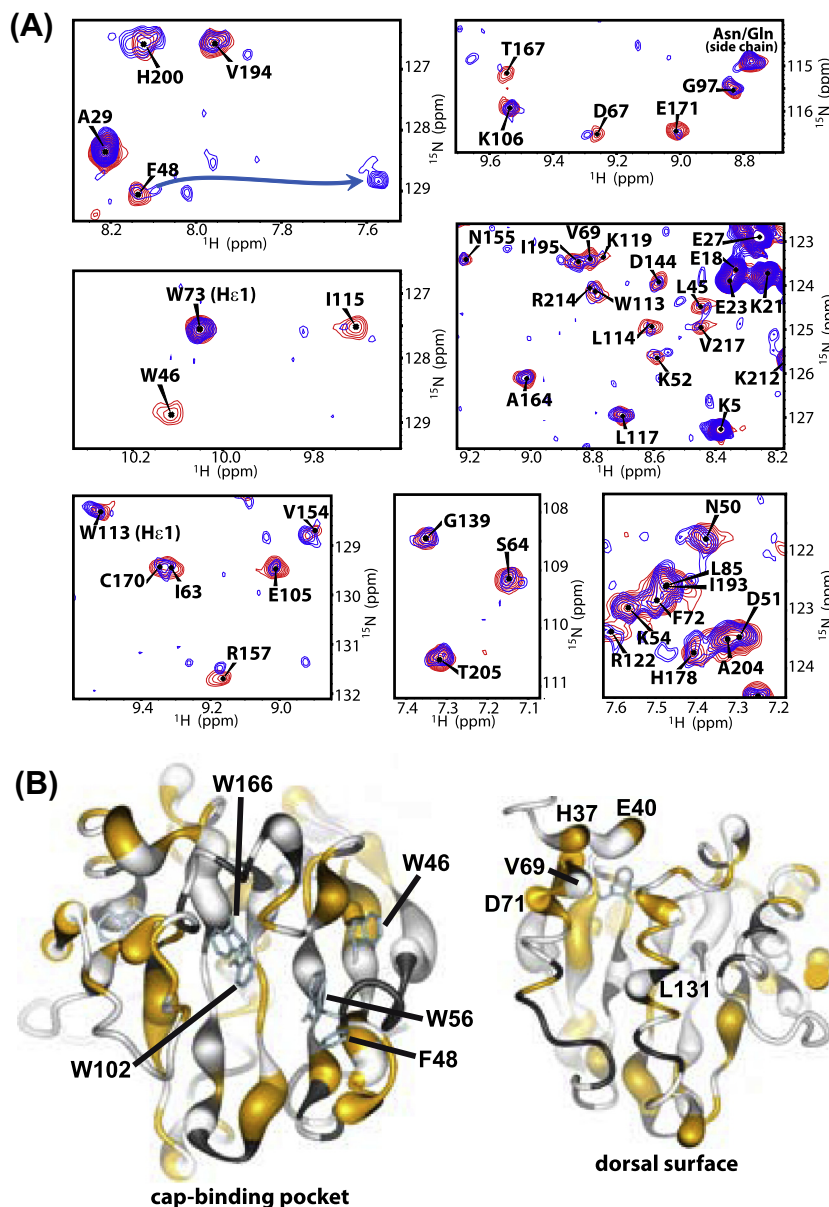 (A)
H200
V194
A29
F48
127
128
129
8.2
8.0
7.8
7.6
¹H (ppm)
¹⁵N (ppm)
Asn/Gln
(side chain)
T167
G97
K106
D67
E171
115
116
9.6
9.4
9.2
9.0
8.8
¹H (ppm)
¹⁵N (ppm)
W73 (Hε1)
I115
W46
127
128
129
10.2
10.0
9.8
¹H (ppm)
¹⁵N (ppm)
N155
V69
I195
K119
E27
E18
D144
R214
W113
L45
E23
K21
L114
V217
K52
K212
A164
K5
L117
123
124
125
126
127
9.2
9.0
8.8
8.6
8.4
8.2
¹H (ppm)
¹⁵N (ppm)
W113 (Hε1)
V154
C170
I63
E105
R157
129
130
131
132
9.4
9.2
9.0
¹H (ppm)
¹⁵N (ppm)
G139
S64
T205
108
109
110
111
7.4
7.3
7.2
7.1
¹H (ppm)
¹⁵N (ppm)
N50
L85
I193
D51
F72
K54
R122
H178
A204
122
123
124
7.6
7.5
7.4
7.3
7.2
¹H (ppm)
¹⁵N (ppm)
(B)
W166
W46
W56
W102
F48
cap-binding pocket
H37
E40
V69
D71
L131
dorsal surface